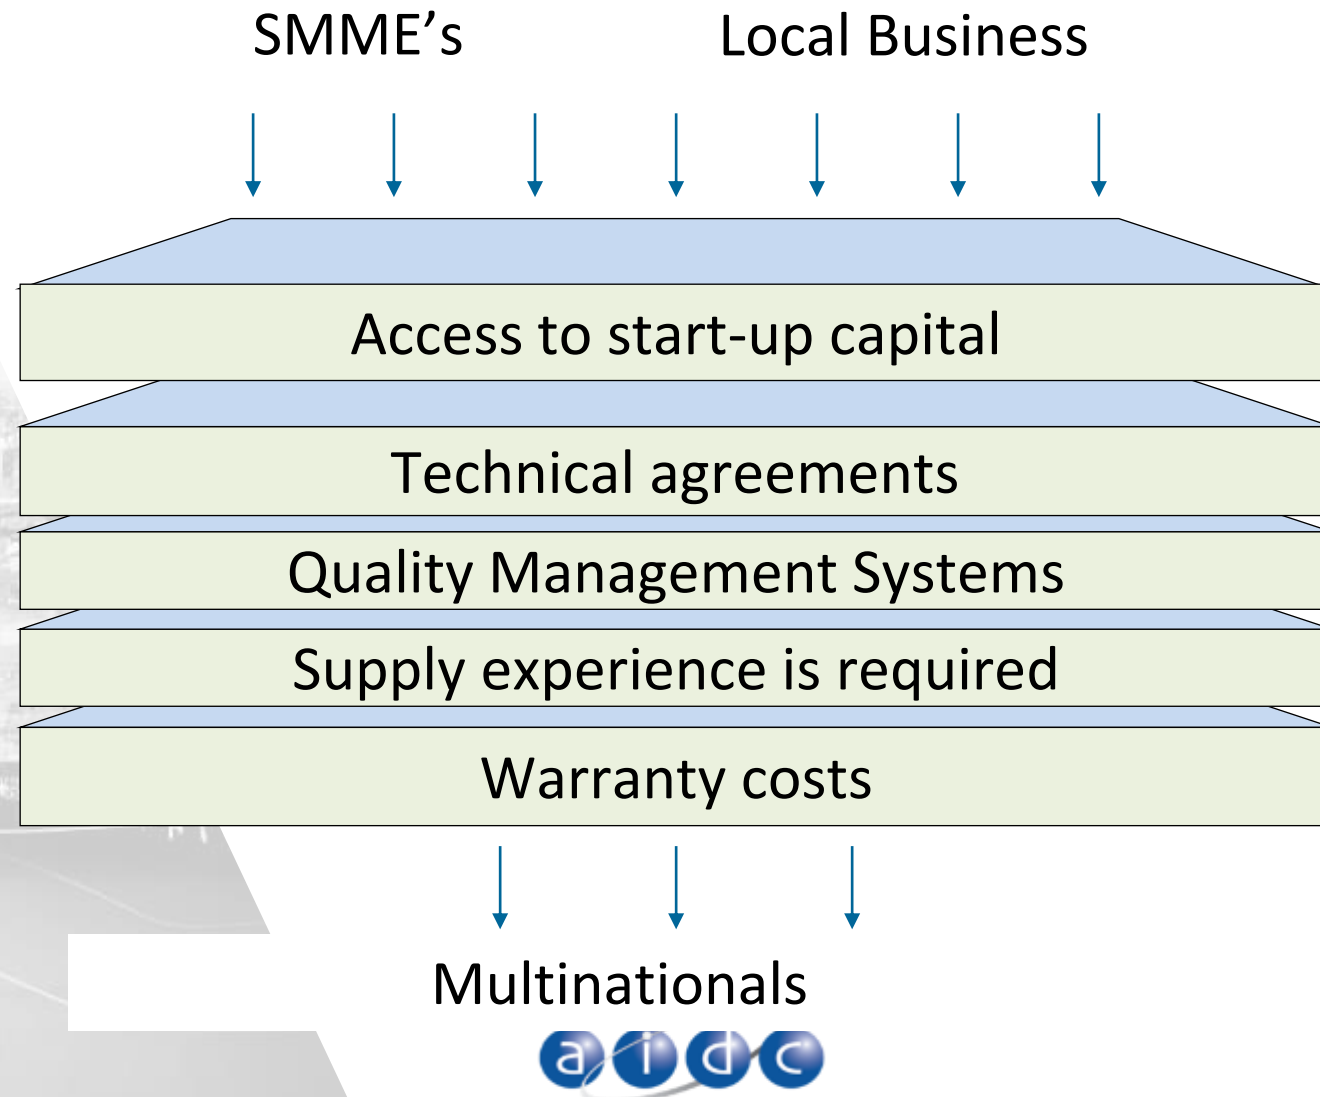 SMME’s Local Business
Access to start-up capital
Technical agreements
Quality Management Systems
Supply experience is required
Warranty costs
Multinationals
aidc